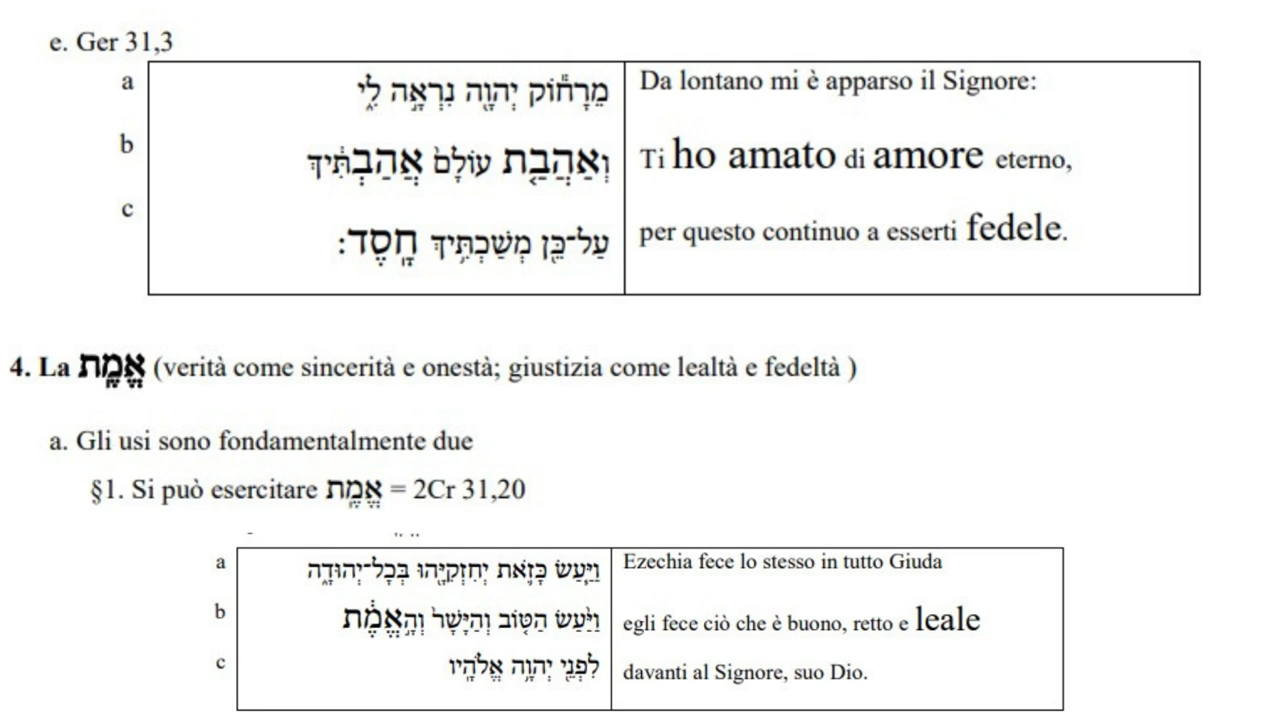 e. Ger 31,3
a מֵרָח֕וֹק יְהוָ֖ה נִרְאָ֣ה לִ֑י Da lontano mi è apparso il Signore:
b וְאַהֲבַ֤ת עוֹלָם֙ אֲהַבְתִּ֔יךְ Ti ho amato di amore eterno,
c עַל־כֵּ֖ן מְשַׁכְתִּ֥יךְ חָֽסֶד׃ per questo continuo a esserti fedele.
4. La אֱמֶֽת (verità come sincerità e onestà; giustizia come lealtà e fedeltà )
a. Gli usi sono fondamentalmente due
§1. Si può esercitare אֱמֶֽת = 2Cr 31,20
a וַיַּ֧עַשׂ כָּזֹ֛את יְחִזְקִיָּ֖הוּ בְּכָל־יְהוּדָ֑ה Ezechia fece lo stesso in tutto Giuda
b וַיַּ֨עַשׂ הַטּ֤וֹב וְהַיָּשָׁר֙ וְהָ֣אֱמֶ֔ת egli fece ciò che è buono, retto e leale
c לִפְנֵ֖י יְהוָ֥ה אֱלֹהָֽיו davanti al Signore, suo Dio.